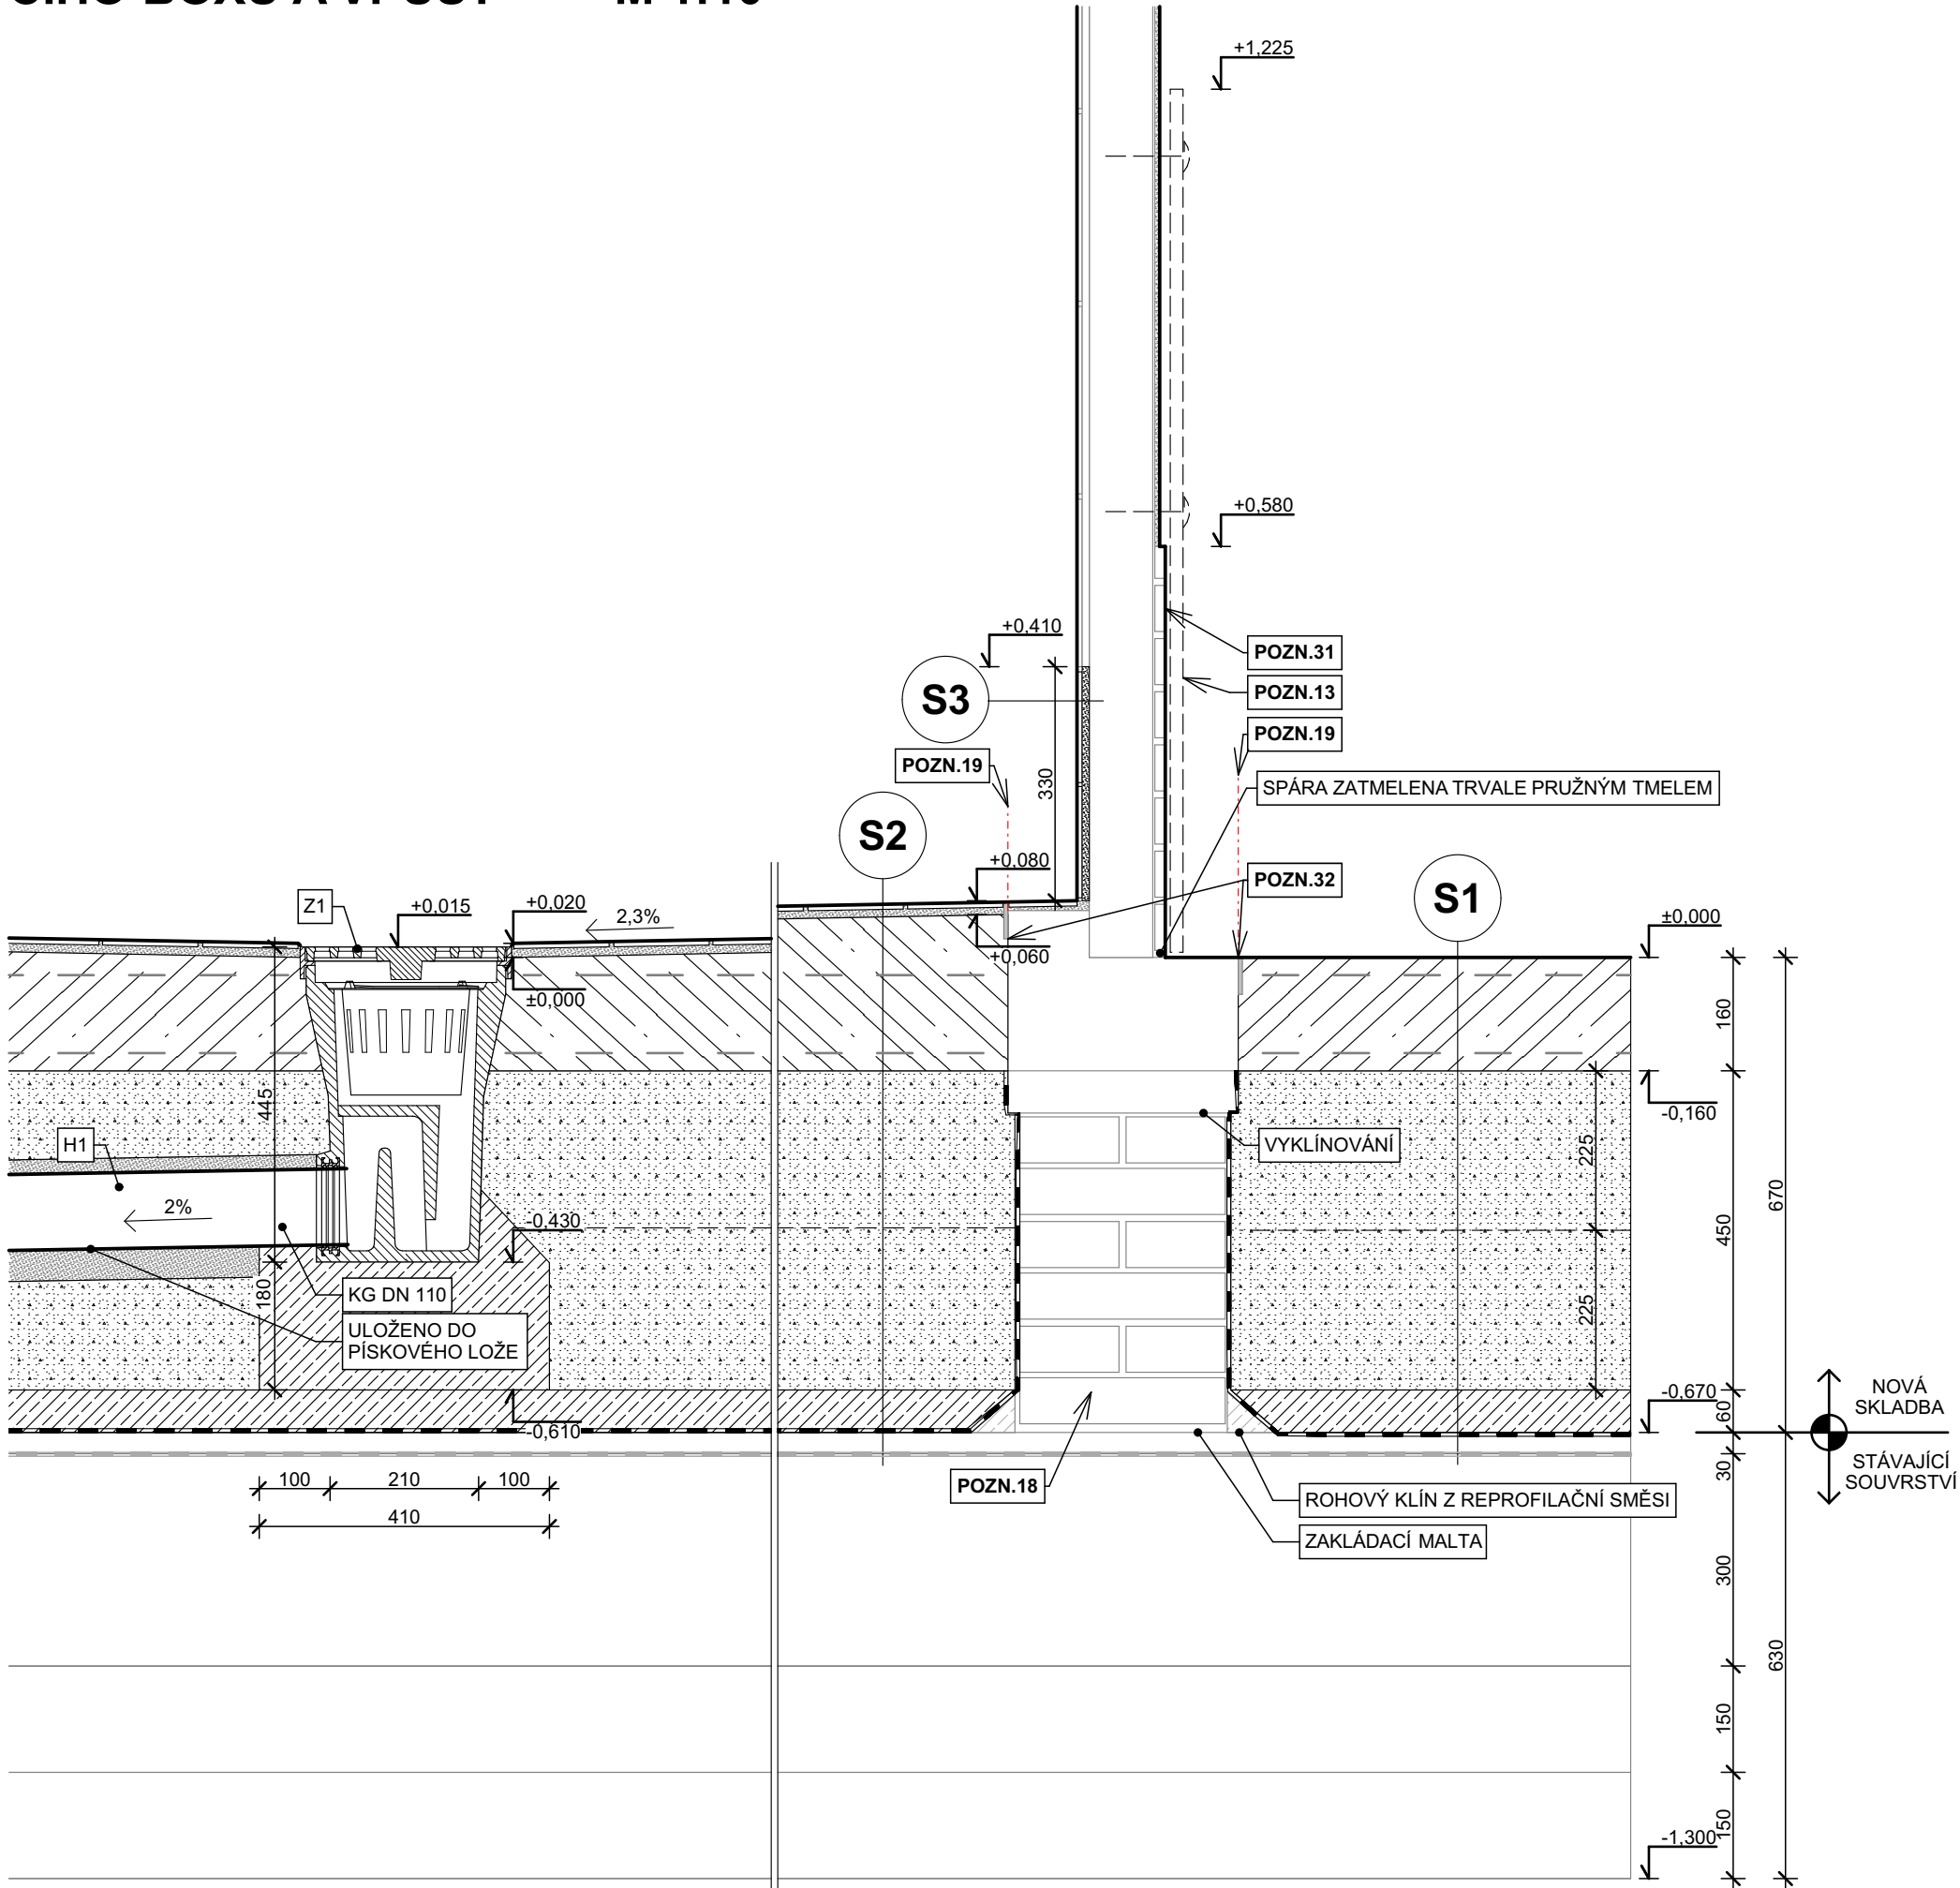 M 1:10
+1,225
+0,580
+0,410
POZN.31
S3
POZN.13
POZN.19
POZN.19
330
SPÁRA ZATMELENA TRVALE PRUŽNÝM TMELEM
S2
+0,080
POZN.32
S1
Z1
+0,015
+0,020
2,3%
±0,000
+0,060
±0,000
160
445
-0,160
H1
VYKLÍNOVÁNÍ
225
670
2%
-0,430
450
180
KG DN 110
225
ULOŽENO DO
PÍSKOVÉHO LOŽE
-0,670
NOVÁ
SKLADBA
60
-0,610
STÁVAJÍCÍ
SOUVRSTVÍ
30
100
210
100
POZN.18
ROHOVÝ KLÍN Z REPROFILAČNÍ SMĚSI
410
ZAKLÁDACÍ MALTA
300
630
150
150
-1,300